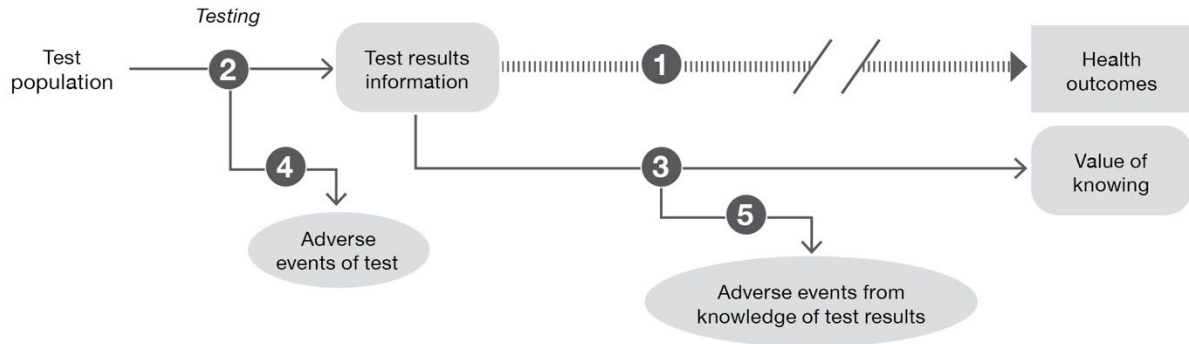 Testing
Test
population
2
Test results
information
1
Health
outcomes
4
3
Value of
knowing
5
Adverse
events of test
Adverse events from
knowledge of test results